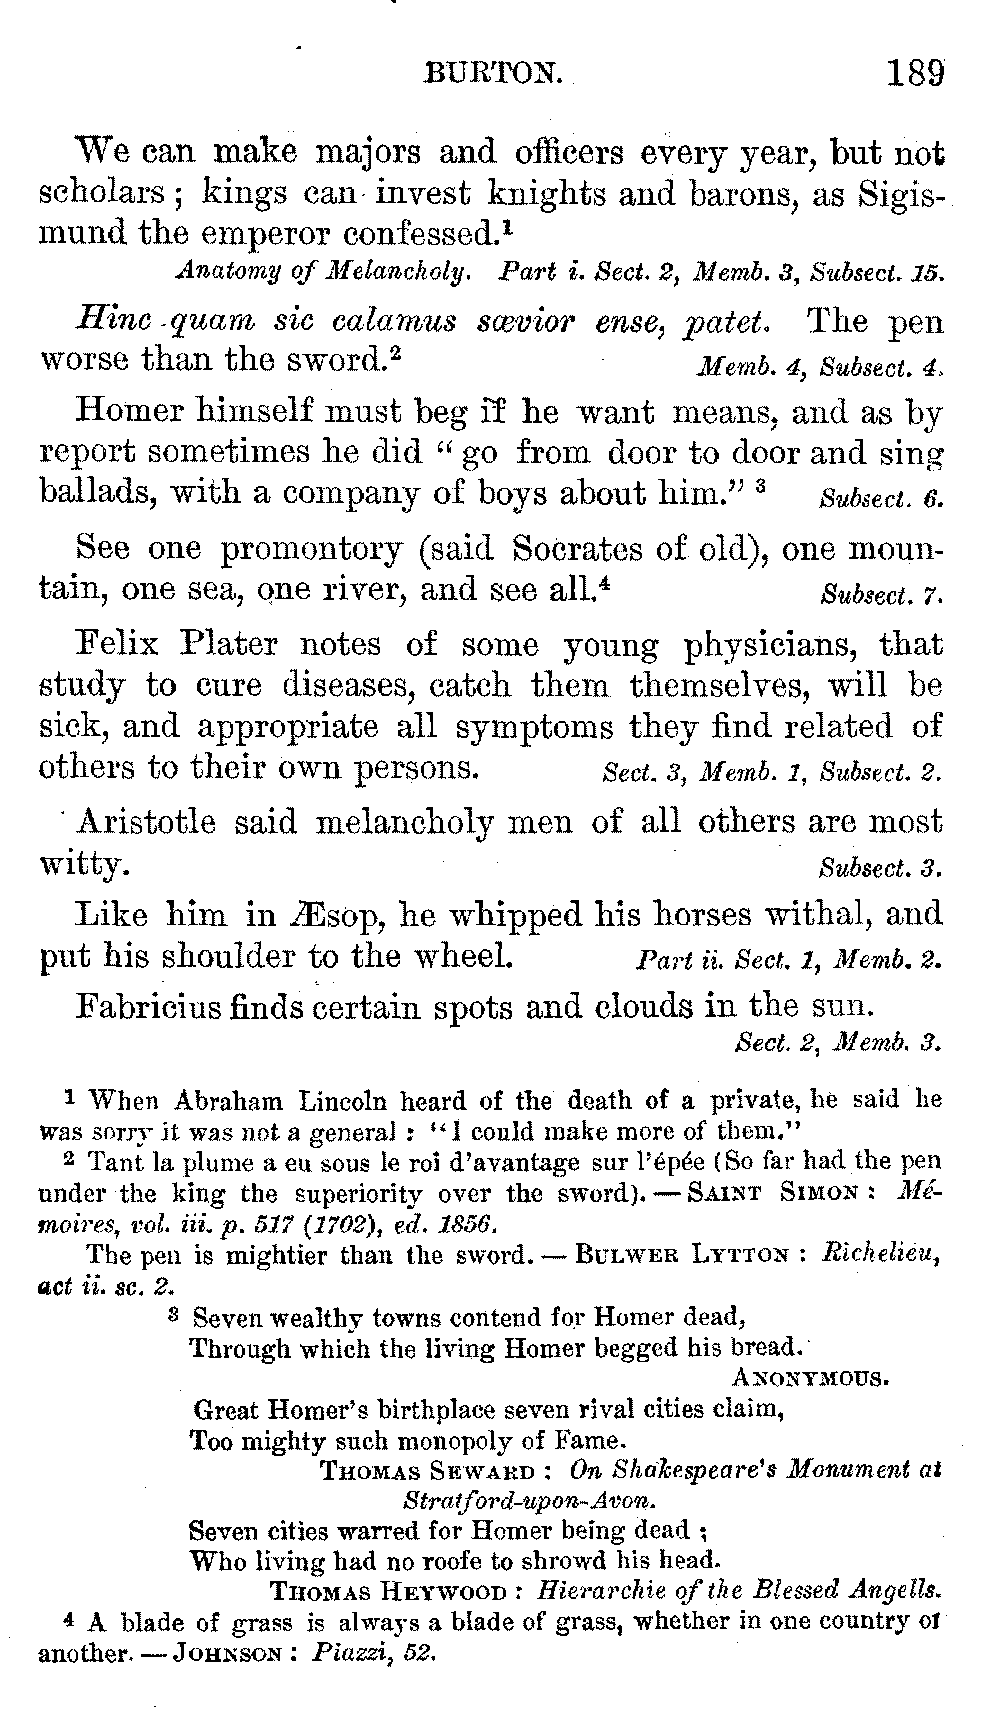 BURTON. 189
We can make majors and officers every year, but not
scholars ; kings can invest knights and barons, as Sigis-
mund the emperor confessed.¹
Anatomy of Melancholy. Part i. Sect. 2, Memb. 3, Subsect. 15.
Hinc quam sic calamus sævior ense, patet. The pen
worse than the sword.² Memb. 4, Subsect. 4.
Homer himself must beg if he want means, and as by
report sometimes he did “ go from door to door and sing
ballads, with a company of boys about him.” ³ Subsect. 6.
See one promontory (said Socrates of old), one moun-
tain, one sea, one river, and see all.⁴ Subsect. 7.
Felix Plater notes of some young physicians, that
study to cure diseases, catch them themselves, will be
sick, and appropriate all symptoms they find related of
others to their own persons. Sect. 3, Memb. 1, Subsect. 2.
Aristotle said melancholy men of all others are most
witty. Subsect. 3.
Like him in Æsop, he whipped his horses withal, and
put his shoulder to the wheel. Part ii. Sect. 1, Memb. 2.
Fabricius finds certain spots and clouds in the sun.
Sect. 2, Memb. 3.
¹ When Abraham Lincoln heard of the death of a private, he said he
was sorry it was not a general : “I could make more of them.”
² Tant la plume a eu sous le roi d’avantage sur l’épée (So far had the pen
under the king the superiority over the sword). — SAINT SIMON : Mé-
moires, vol. iii. p. 517 (1702), ed. 1856.
The pen is mightier than the sword. — BULWER LYTTON : Richelieu,
act ii. sc. 2.
³ Seven wealthy towns contend for Homer dead,
Through which the living Homer begged his bread.
ANONYMOUS.
Great Homer’s birthplace seven rival cities claim,
Too mighty such monopoly of Fame.
THOMAS SEWARD : On Shakespeare’s Monument at
Stratford-upon-Avon.
Seven cities warred for Homer being dead ;
Who living had no roofe to shrowd his head.
THOMAS HEYWOOD : Hierarchie of the Blessed Angells.
⁴ A blade of grass is always a blade of grass, whether in one country or
another. — JOHNSON : Piazzi, 52.